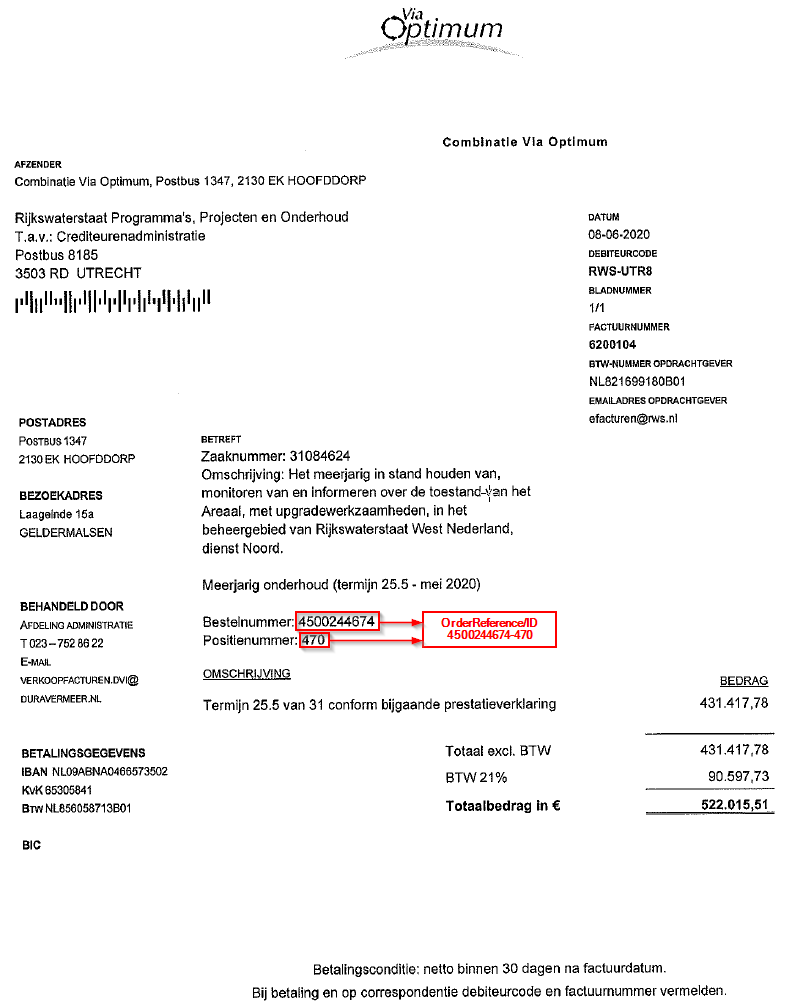 Via
Optimum
Combinatie Via Optimum
AFZENDER
Combinatie Via Optimum, Postbus 1347, 2130 EK HOOFDDORP
Rijkswaterstaat Programma's, Projecten en Onderhoud
T.a.v.: Crediteurenadministratie
Postbus 8185
3503 RD UTRECHT
DATUM
08-06-2020
DEBITEURCODE
RWS-UTR8
BLADNUMMER
1/1
FACTUURNUMMER
6200104
BTW-NUMMER OPDRACHTGEVER
NL821699180B01
EMAILADRES OPDRACHTGEVER
efacturen@rws.nl
POSTADRES
POSTBUS 1347
2130 EK HOOFDDORP
BEZOEKADRES
Laageinde 15a
GELDERMALSEN
BETREFT
Zaaknummer: 31084624
Omschrijving: Het meerjarig in stand houden van,
monitoren van en Informeren over de toestand van het
Areaal, met upgradewerkzaamheden, in het
beheergebied van Rijkswaterstaat West Nederland,
dienst Noord.
Meerjarig onderhoud (termijn 25.5 - mei 2020)
BEHANDELD DOOR
AFDELING ADMINISTRATIE
T 023 – 752 86 22
E-MAIL
VERKOOPFACTUREN.DVI@
DURAVERMEER.NL
Bestelnummer: 4500244674
Positienummer: 470
OrderReference/ID
4500244674-470
OMSCHRIJVING
BEDRAG
Termijn 25.5 van 31 conform bijgaande prestatieverklaring
431.417,78
Totaal excl. BTW
431.417,78
BTW 21%
90.597,73
Totaalbedrag in €
522.015,51
BETALINGSGEGEVENS
IBAN NL09ABNA0466573502
KVK 65305841
BTW NL856058713B01
BIC
Betalingsconditie: netto binnen 30 dagen na factuurdatum.
Bij betaling en op correspondentie debiteurcode en factuurnummer vermelden.